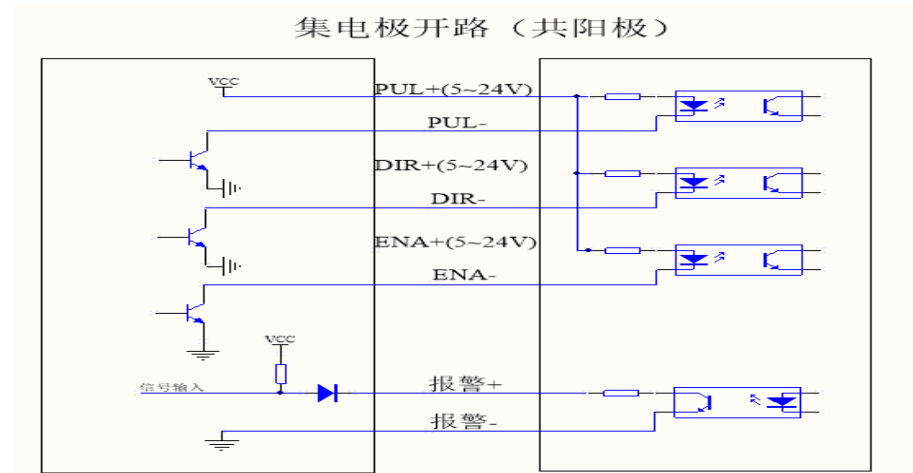 集电极开路（共阳极）
VCC
PUL+(5~24V)
PUL-
DIR+(5~24V)
DIR-
ENA+(5~24V)
ENA-
VCC
信号输入
报警+
报警-